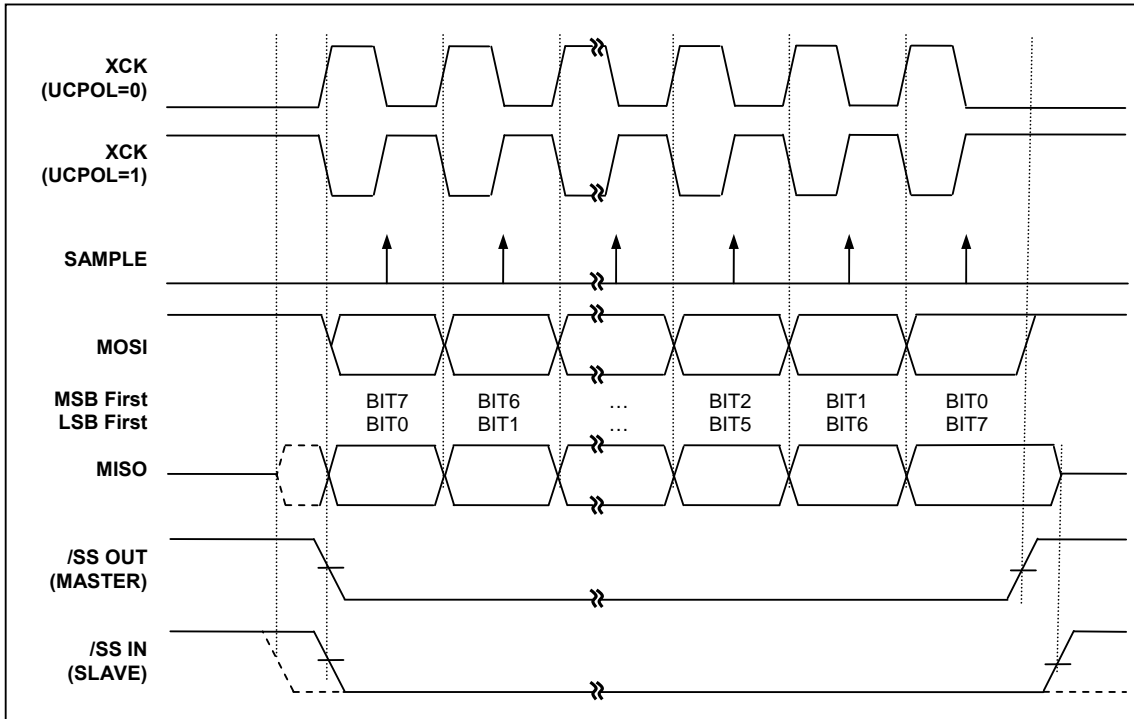 XCK
(UCPOL=0)
XCK
(UCPOL=1)
SAMPLE
MOSI
MSB First BIT7 BIT6 … BIT2 BIT1 BIT0
LSB First BIT0 BIT1 … BIT5 BIT6 BIT7
MISO
/SS OUT
(MASTER)
/SS IN
(SLAVE)